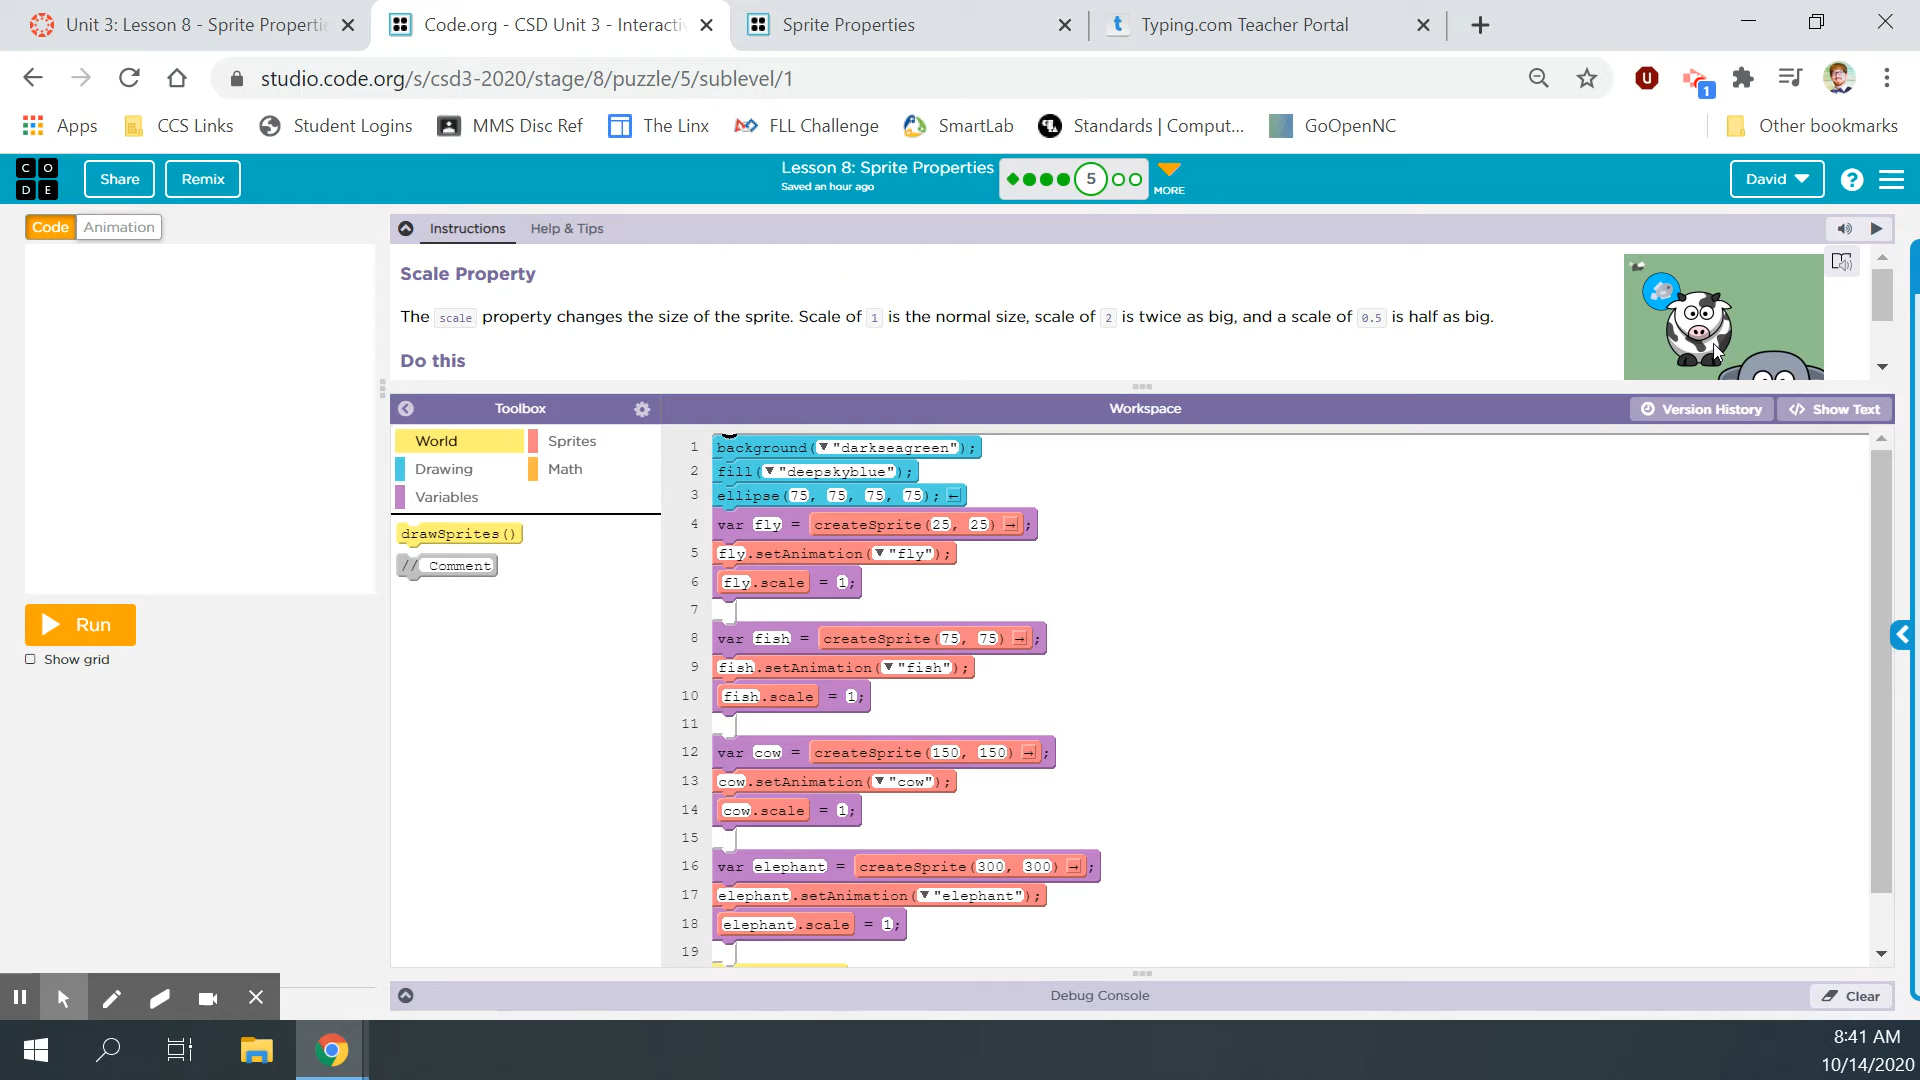 Unit 3: Lesson 8 - Sprite Properti
Code.org - CSD Unit 3 - Interactiv
Sprite Properties
t Typing.com Teacher Portal
studio.code.org/s/csd3-2020/stage/8/puzzle/5/sublevel/1
U
1
Apps
CCS Links
Student Logins
MMS Disc Ref
The Linx
FLL Challenge
SmartLab
Standards | Comput...
GoOpenNC
Other bookmarks
C O
D E
Share
Remix
Lesson 8: Sprite Properties
Saved an hour ago
5
MORE
David
?
Code
Animation
Instructions
Help & Tips
Scale Property
The scale property changes the size of the sprite. Scale of 1 is the normal size, scale of 2 is twice as big, and a scale of 0.5 is half as big.
Do this
Toolbox
Workspace
Version History
</> Show Text
World
Sprites
Drawing
Math
Variables
drawSprites()
// Comment
Run
Show grid
1 background("darkseagreen");
2 fill("deepskyblue");
3 ellipse(75, 75, 75, 75);
4 var fly = createSprite(25, 25);
5 fly.setAnimation("fly");
6 fly.scale = 1;
7
8 var fish = createSprite(75, 75);
9 fish.setAnimation("fish");
10 fish.scale = 1;
11
12 var cow = createSprite(150, 150);
13 cow.setAnimation("cow");
14 cow.scale = 1;
15
16 var elephant = createSprite(300, 300);
17 elephant.setAnimation("elephant");
18 elephant.scale = 1;
19
Debug Console
Clear
8:41 AM
10/14/2020